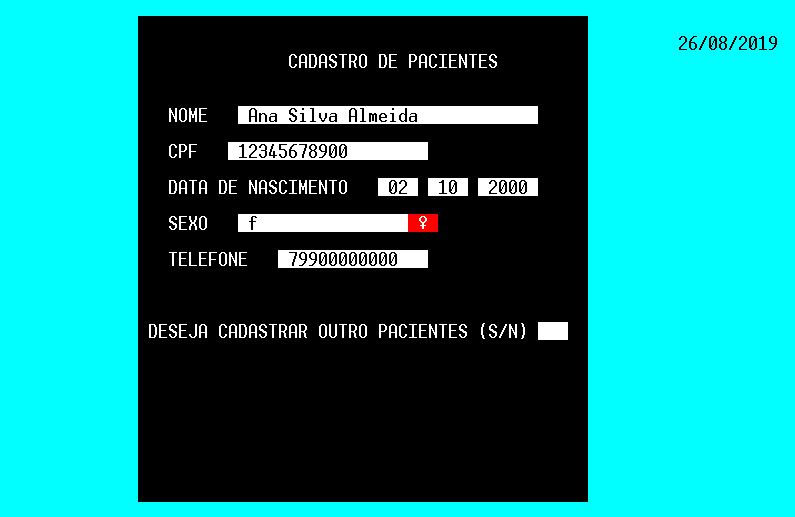 26/08/2019
CADASTRO DE PACIENTES
NOME Ana Silva Almeida
CPF 12345678900
DATA DE NASCIMENTO 02 10 2000
SEXO f ♀
TELEFONE 79900000000
DESEJA CADASTRAR OUTRO PACIENTES (S/N)